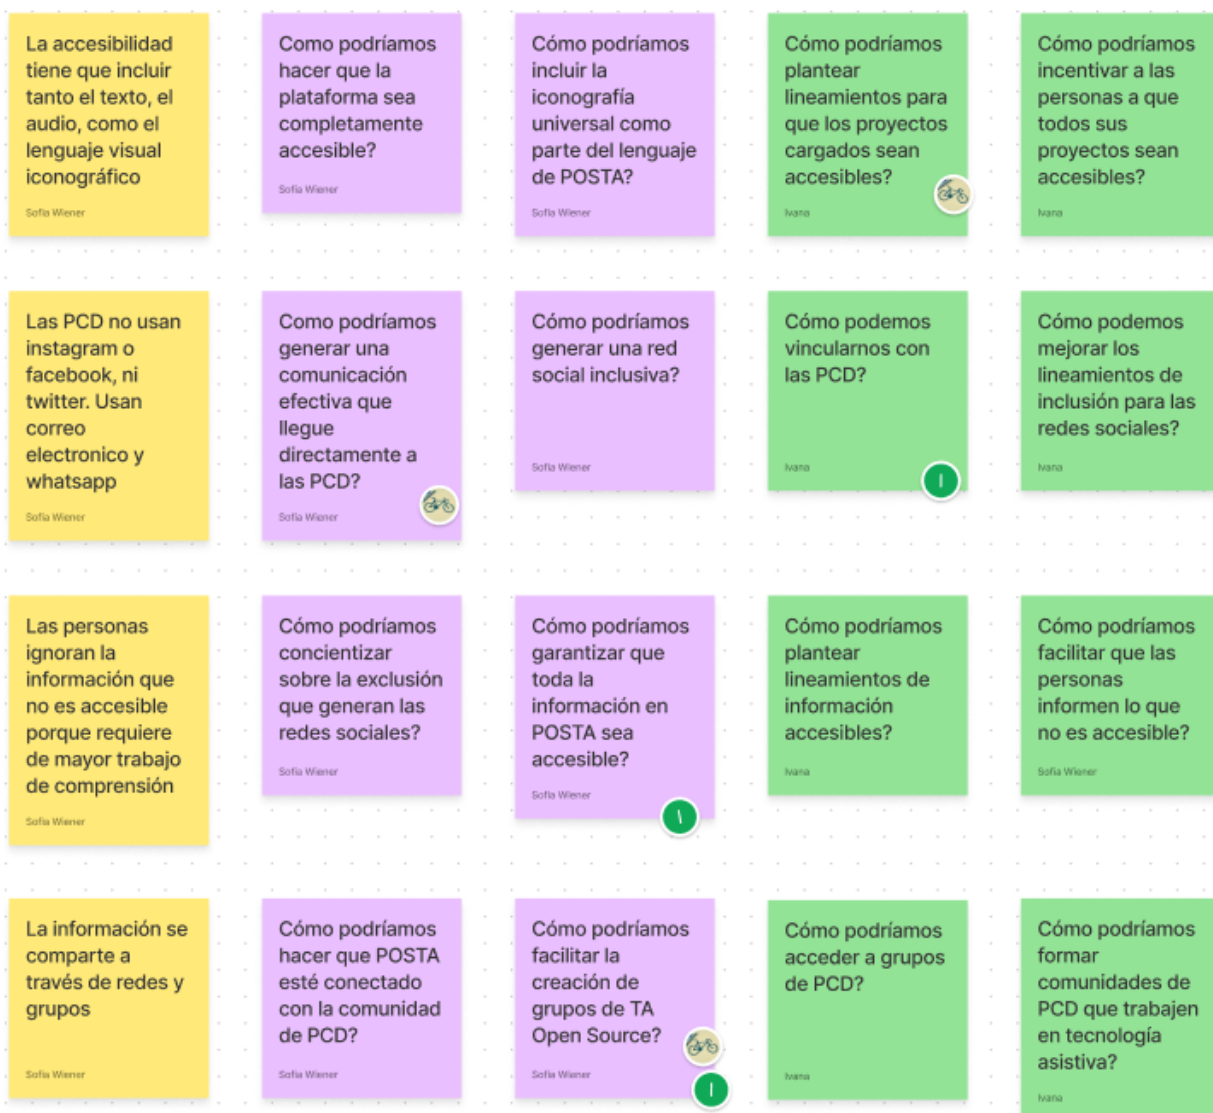 La accesibilidad
tiene que incluir
tanto el texto, el
audio, como el
lenguaje visual
iconográfico
Sofia Wiener
Como podríamos
hacer que la
plataforma sea
completamente
accesible?
Sofia Wiener
Cómo podríamos
incluir la
iconografía
universal como
parte del lenguaje
de POSTA?
Sofia Wiener
Cómo podríamos
plantear
lineamientos para
que los proyectos
cargados sean
accesibles?
Ivana
Cómo podríamos
incentivar a las
personas a que
todos sus
proyectos sean
accesibles?
Ivana
Las PCD no usan
instagram o
facebook, ni
twitter. Usan
correo
electronico y
whatsapp
Sofia Wiener
Como podríamos
generar una
comunicación
efectiva que
llegue
directamente a
las PCD?
Sofia Wiener
Cómo podríamos
generar una red
social inclusiva?
Sofia Wiener
Cómo podemos
vincularnos con
las PCD?
Ivana
I
Cómo podemos
mejorar los
lineamientos de
inclusión para las
redes sociales?
Ivana
Las personas
ignoran la
información que
no es accesible
porque requiere
de mayor trabajo
de comprensión
Sofia Wiener
Cómo podríamos
concientizar
sobre la exclusión
que generan las
redes sociales?
Sofia Wiener
Cómo podríamos
garantizar que
toda la
información en
POSTA sea
accesible?
Sofia Wiener
I
Cómo podríamos
plantear
lineamientos de
información
accesibles?
Ivana
Cómo podríamos
facilitar que las
personas
informen lo que
no es accesible?
Sofia Wiener
La información se
comparte a
través de redes y
grupos
Sofia Wiener
Cómo podríamos
hacer que POSTA
esté conectado
con la comunidad
de PCD?
Sofia Wiener
Cómo podríamos
facilitar la
creación de
grupos de TA
Open Source?
Sofia Wiener
I
Cómo podríamos
acceder a grupos
de PCD?
Ivana
Cómo podríamos
formar
comunidades de
PCD que trabajen
en tecnología
asistiva?
Ivana